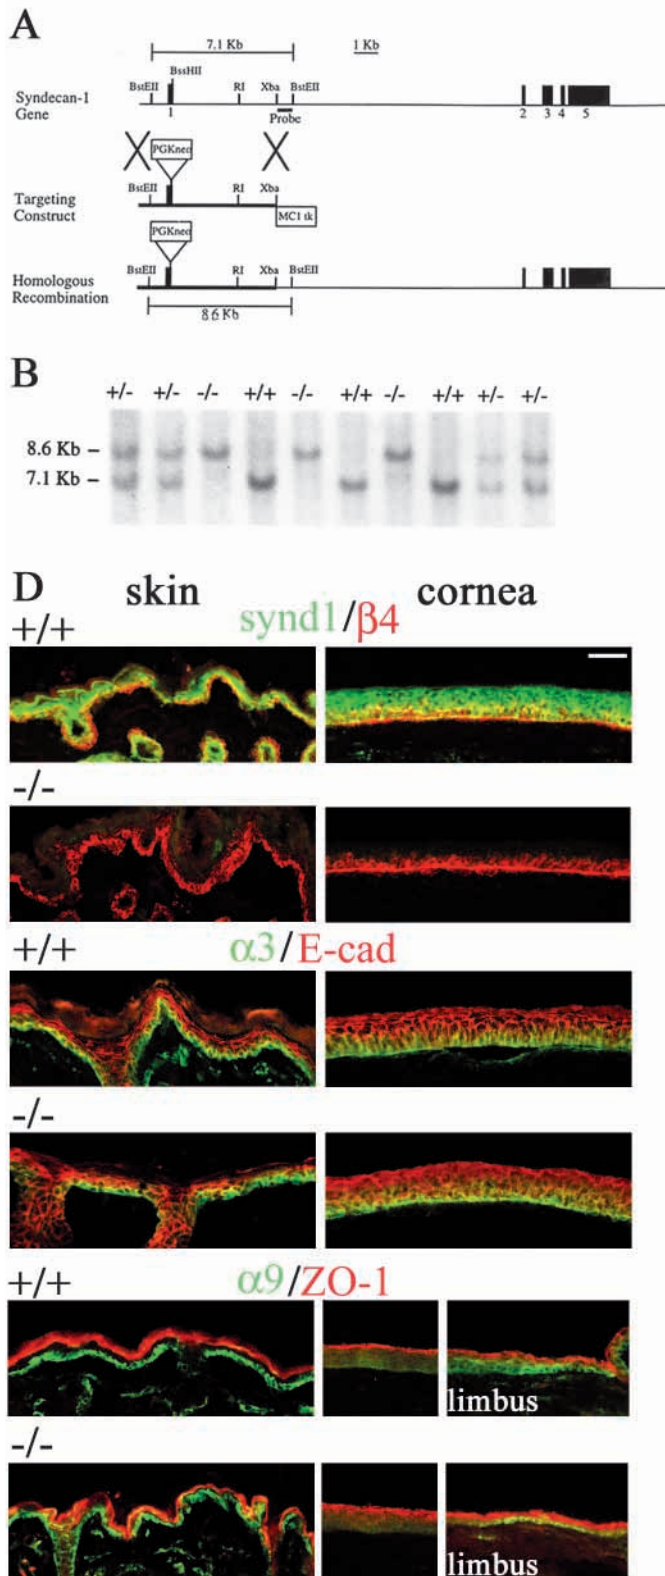 A
7.1 Kb
1 Kb
BssHII
BstEII RI Xba BstEII
Syndecan-1
Gene
1 Probe 2 3 4 5
PGKneo
BstEII RI Xba
Targeting
Construct
MC1 tk
PGKneo
BstEII RI Xba BstEII
Homologous
Recombination
8.6 Kb
B
+/- +/- -/- +/+ -/- +/+ -/- +/+ +/- +/-
8.6 Kb –
7.1 Kb –
D skin cornea
+/+ synd1/β4
-/-
+/+ α3/E-cad
-/-
+/+ α9/ZO-1
limbus
-/-
limbus